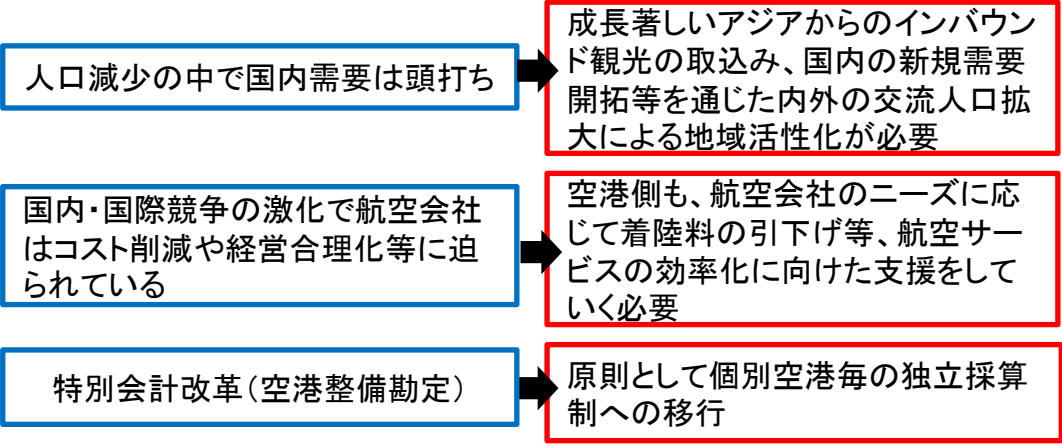 人口減少の中で国内需要は頭打ち
成長著しいアジアからのインバウン
ド観光の取込み、国内の新規需要
開拓等を通じた内外の交流人口拡
大による地域活性化が必要
国内・国際競争の激化で航空会社
はコスト削減や経営合理化等に迫
られている
空港側も、航空会社のニーズに応
じて着陸料の引下げ等、航空サー
ビスの効率化に向けた支援をして
いく必要
特別会計改革(空港整備勘定)
原則として個別空港毎の独立採算
制への移行